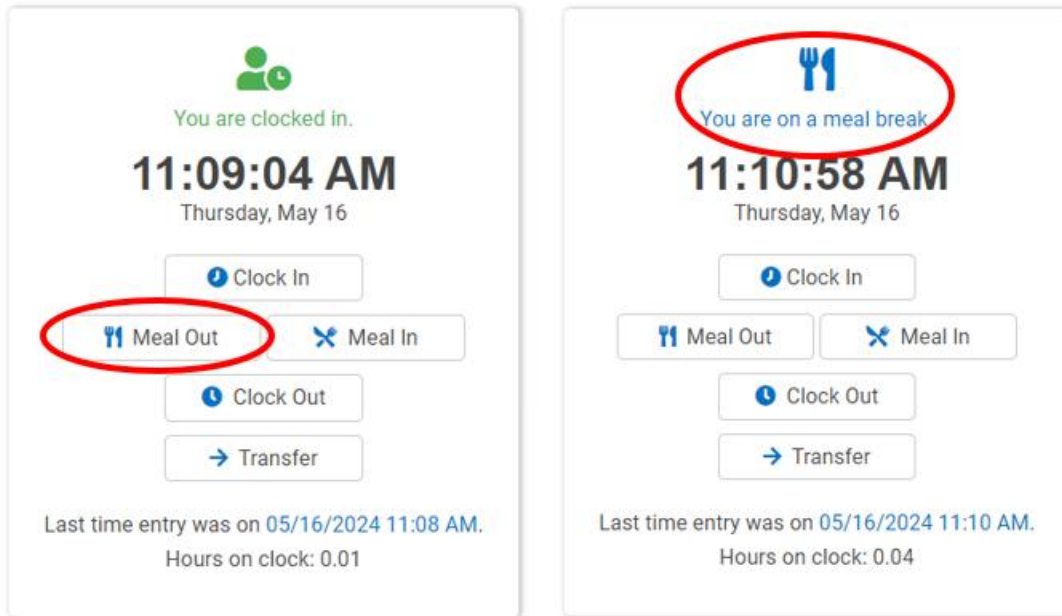 You are clocked in.
11:09:04 AM
Thursday, May 16
Clock In
Meal Out
Meal In
Clock Out
Transfer
Last time entry was on 05/16/2024 11:08 AM.
Hours on clock: 0.01
You are on a meal break.
11:10:58 AM
Thursday, May 16
Clock In
Meal Out
Meal In
Clock Out
Transfer
Last time entry was on 05/16/2024 11:10 AM.
Hours on clock: 0.04